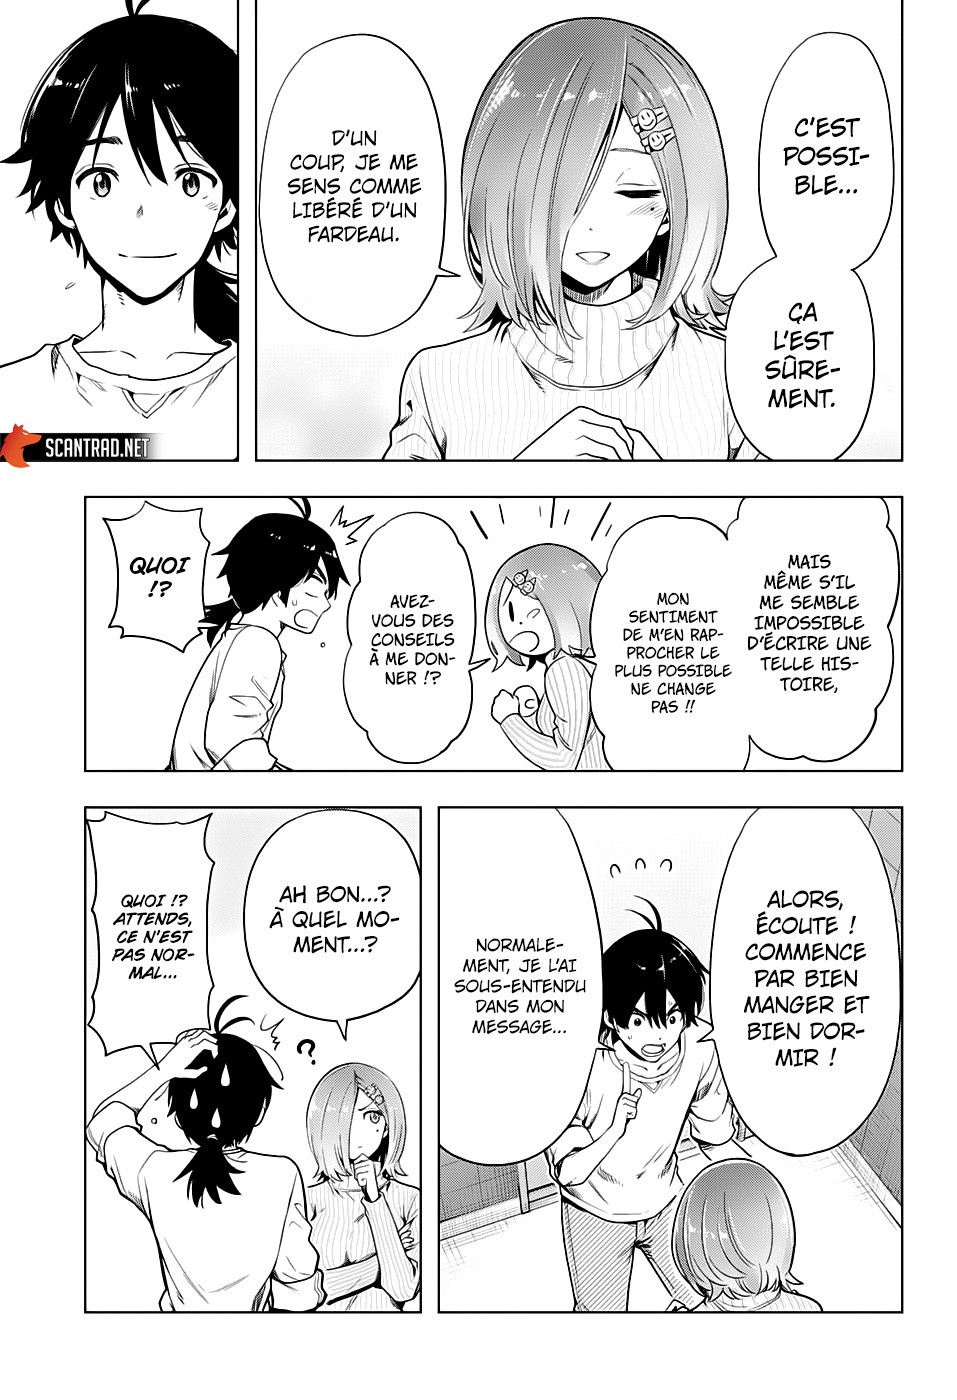 C'EST
POSSI-
BLE...
ÇA
L'EST
SÛRE-
MENT.
D'UN
COUP, JE ME
SENS COMME
LIBÉRÉ D'UN
FARDEAU.
SCANTRAD.NET
MAIS
MÊME S'IL
ME SEMBLE
IMPOSSIBLE
D'ÉCRIRE UNE
TELLE HIS-
TOIRE,
MON
SENTIMENT
DE M'EN RAP-
PROCHER LE
PLUS POSSIBLE
NE CHANGE
PAS !!
AVEZ-
VOUS DES
CONSEILS
À ME DON-
NER !?
QUOI
!?
ALORS,
ÉCOUTE !
COMMENCE
PAR BIEN
MANGER ET
BIEN DOR-
MIR !
NORMALE-
MENT, JE L'AI
SOUS-ENTENDU
DANS MON
MESSAGE...
AH BON...?
À QUEL MO-
MENT...?
?
QUOI !?
ATTENDS,
CE N'EST
PAS NOR-
MAL...